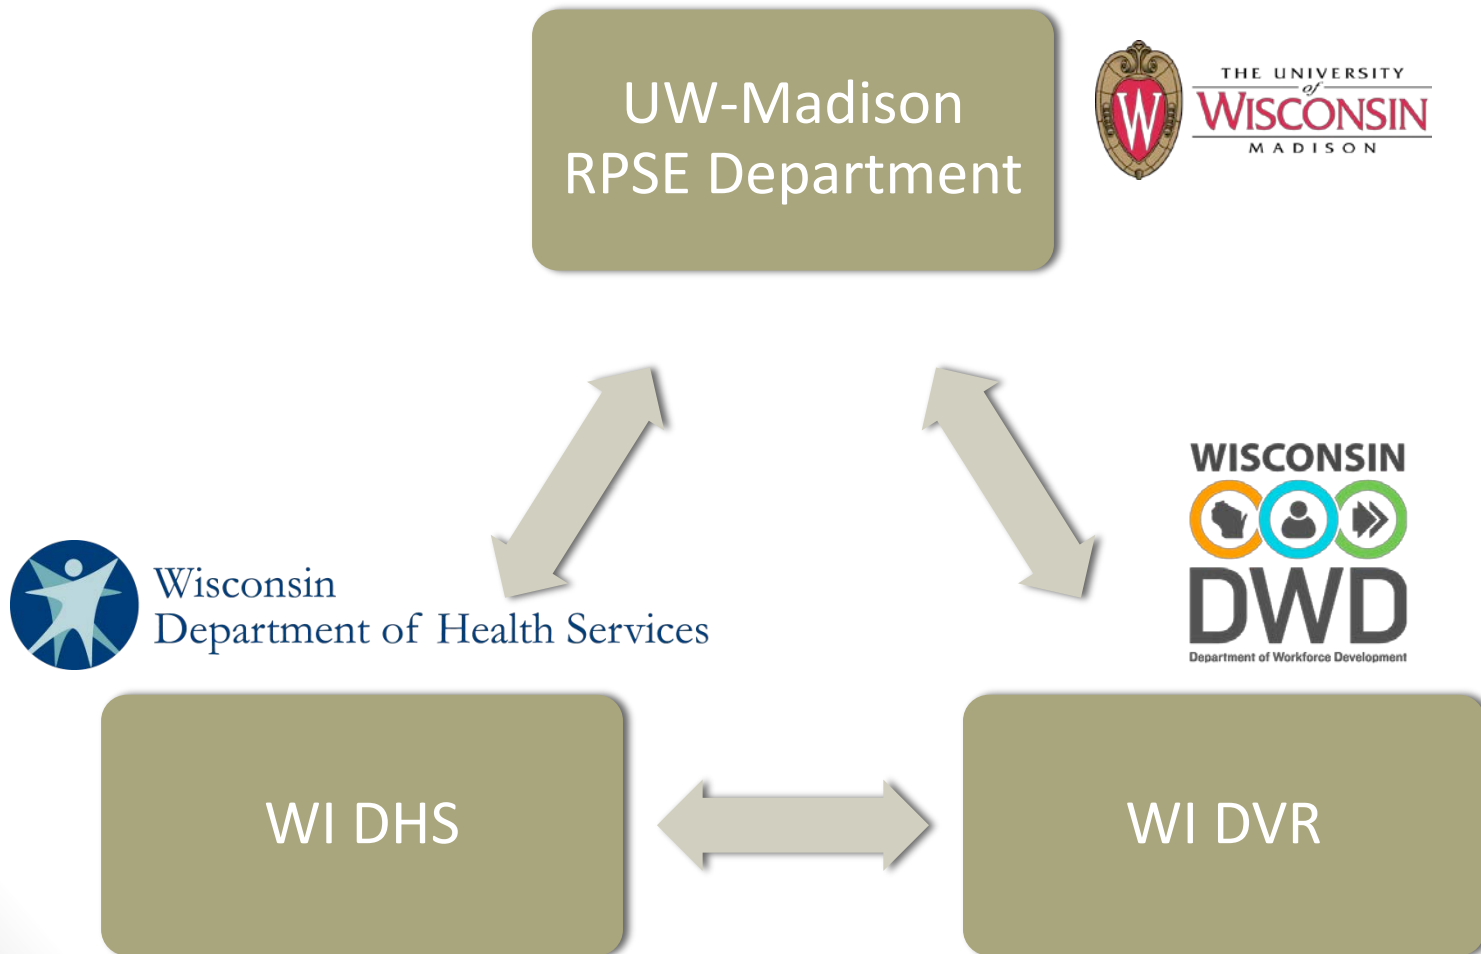 UW-Madison
RPSE Department
W
THE UNIVERSITY
of
WISCONSIN
MADISON
WISCONSIN
DWD
Department of Workforce Development
Wisconsin
Department of Health Services
WI DHS
WI DVR